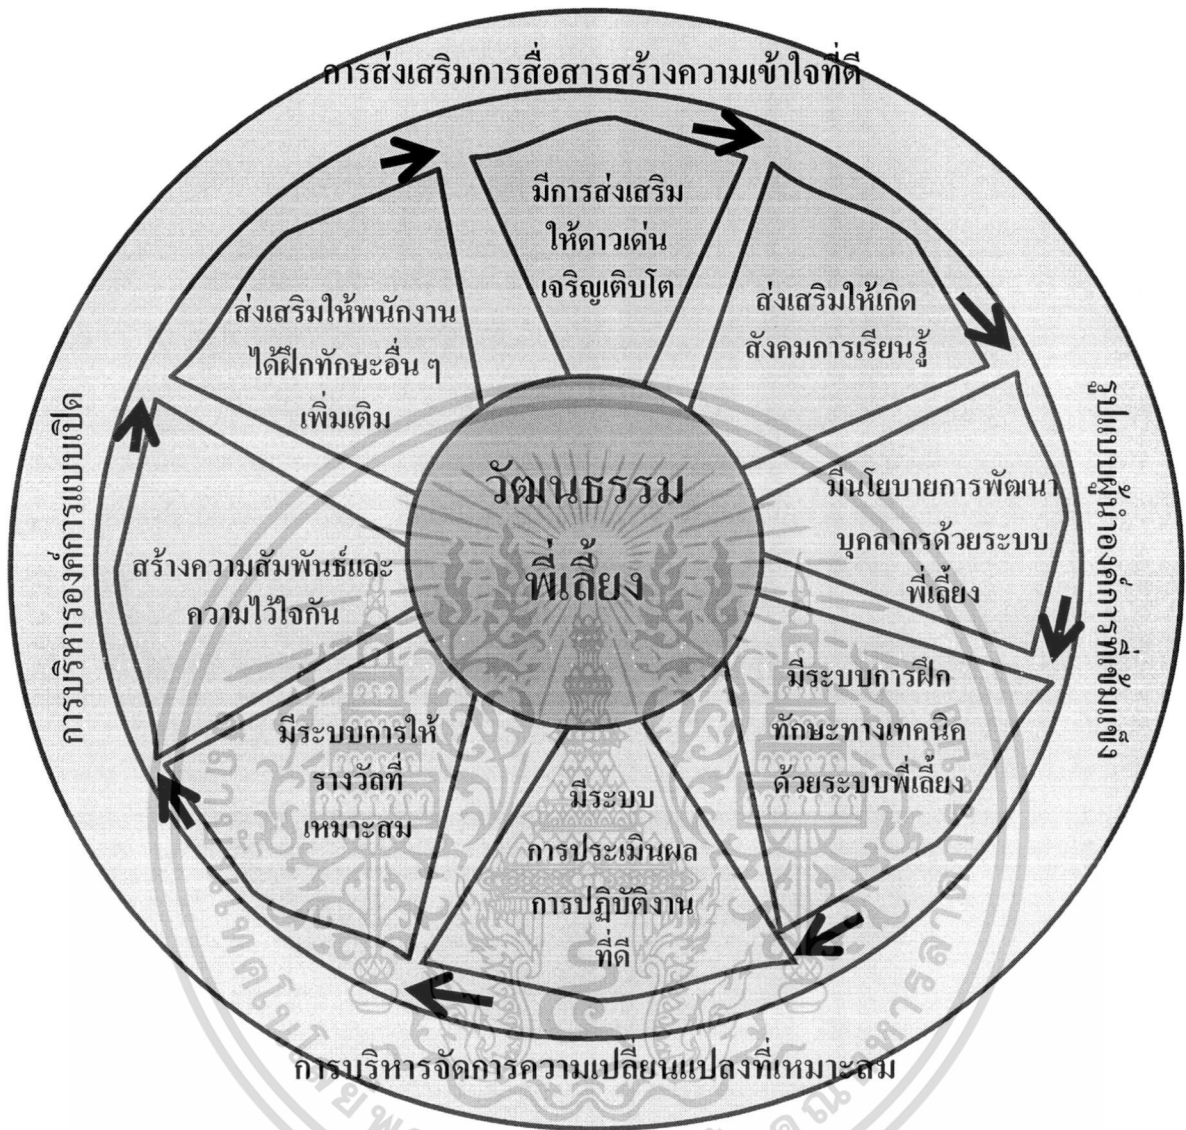 การส่งเสริมการสื่อสารสร้างความเข้าใจที่ดี
มีการส่งเสริม
ให้ดาวเด่น
เจริญเติบโต
ส่งเสริมให้เกิด
สังคมการเรียนรู้
มีนโยบายการพัฒนา
บุคลากรด้วยระบบ
พี่เลี้ยง
มีระบบการฝึก
ทักษะทางเทคนิค
ด้วยระบบพี่เลี้ยง
มีระบบ
การประเมินผล
การปฏิบัติงาน
ที่ดี
มีระบบการให้
รางวัลที่
เหมาะสม
สร้างความสัมพันธ์และ
ความไว้ใจกัน
ส่งเสริมให้พนักงาน
ได้ฝึกทักษะอื่น ๆ
เพิ่มเติม
วัฒนธรรม
พี่เลี้ยง
รูปแบบผู้นำองค์การที่เข้มแข็ง
การบริหารจัดการความเปลี่ยนแปลงที่เหมาะสม
การบริหารองค์การแบบเปิด